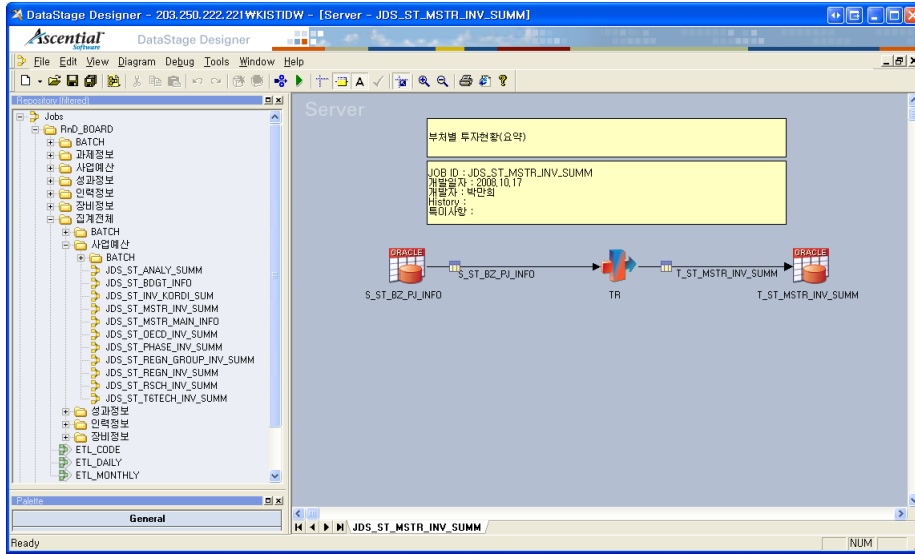 DataStage Designer - 203.250.222.221₩KISTIDW - [Server - JDS_ST_MSTR_INV_SUMM]
Ascential Software
DataStage Designer
File Edit View Diagram Debug Tools Window Help
Repository (filtered)
Jobs
RnD_BOARD
BATCH
과제정보
사업예산
성과정보
인력정보
장비정보
집계전체
BATCH
사업예산
BATCH
JDS_ST_ANALY_SUMM
JDS_ST_BDGT_INFO
JDS_ST_INV_KORDI_SUM
JDS_ST_MSTR_INV_SUMM
JDS_ST_MSTR_MAIN_INFO
JDS_ST_OECD_INV_SUMM
JDS_ST_PHASE_INV_SUMM
JDS_ST_REGN_GROUP_INV_SUMM
JDS_ST_REGN_INV_SUMM
JDS_ST_RSCH_INV_SUMM
JDS_ST_T6TECH_INV_SUMM
성과정보
인력정보
장비정보
ETL_CODE
ETL_DAILY
ETL_MONTHLY
Palette
General
Server
부처별 투자현황(요약)
JOB ID : JDS_ST_MSTR_INV_SUMM
개발일자 : 2008.10.17
개발자 : 박만희
History :
특이사항 :
ORACLE
ORACLE
S_ST_BZ_PJ_INFO
T_ST_MSTR_INV_SUMM
S_ST_BZ_PJ_INFO
TR
T_ST_MSTR_INV_SUMM
JDS_ST_MSTR_INV_SUMM
Ready
NUM